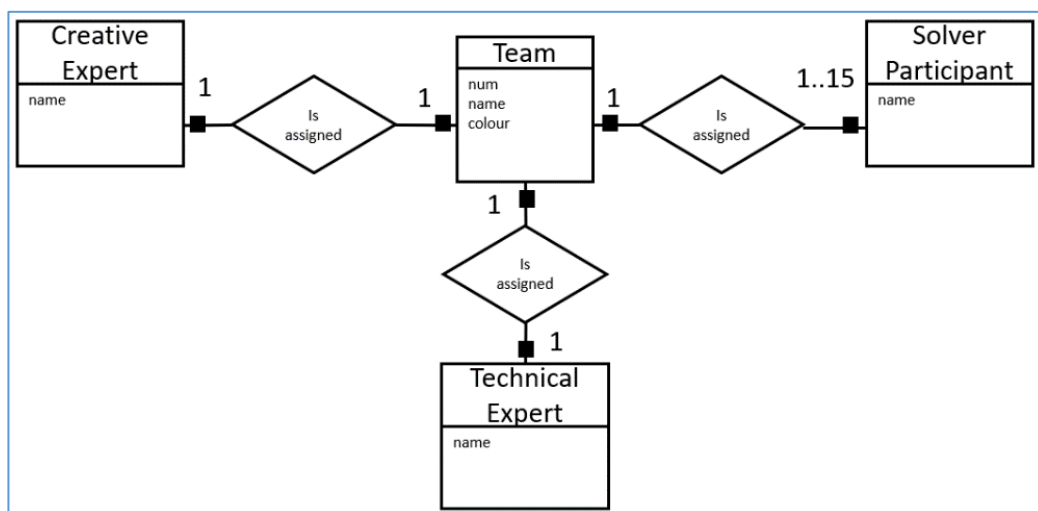 Creative
Expert
name
1
Is
assigned
1
Team
num
name
colour
1
Is
assigned
1..15
Solver
Participant
name
1
Is
assigned
1
Technical
Expert
name